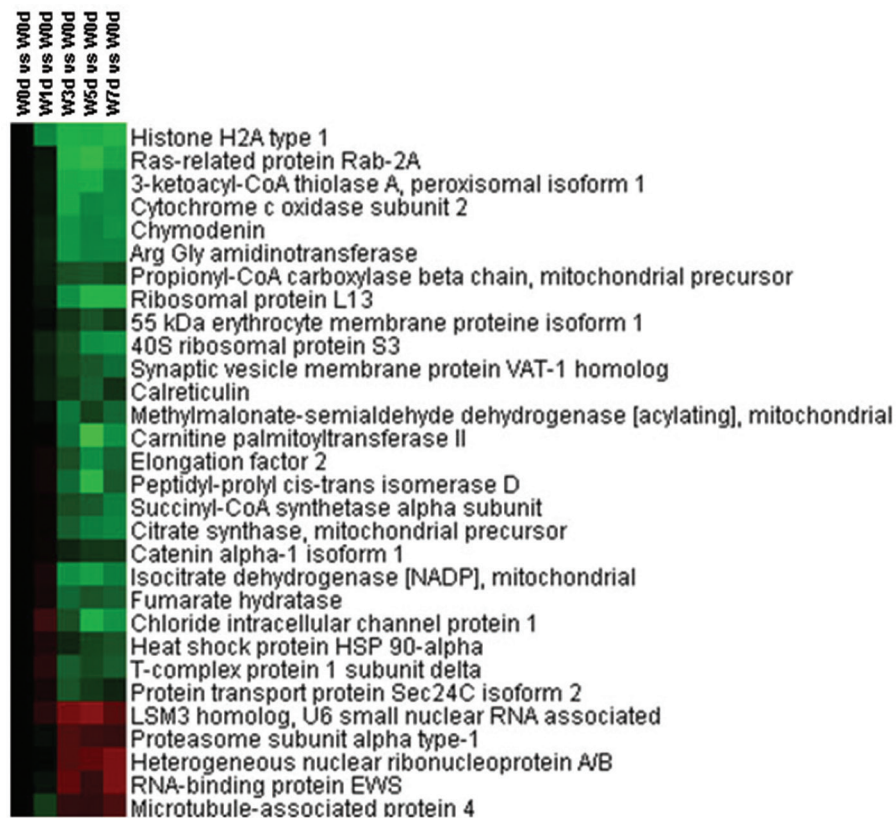 W0d vs W0d
W1d vs W0d
W3d vs W0d
W5d vs W0d
W7d vs W0d
Histone H2A type 1
Ras-related protein Rab-2A
3-ketoacyl-CoA thiolase A, peroxisomal isoform 1
Cytochrome c oxidase subunit 2
Chymodenin
Arg Gly amidinotransferase
Propionyl-CoA carboxylase beta chain, mitochondrial precursor
Ribosomal protein L13
55 kDa erythrocyte membrane proteine isoform 1
40S ribosomal protein S3
Synaptic vesicle membrane protein VAT-1 homolog
Calreticulin
Methylmalonate-semialdehyde dehydrogenase [acylating], mitochondrial
Carnitine palmitoyltransferase II
Elongation factor 2
Peptidyl-prolyl cis-trans isomerase D
Succinyl-CoA synthetase alpha subunit
Citrate synthase, mitochondrial precursor
Catenin alpha-1 isoform 1
Isocitrate dehydrogenase [NADP], mitochondrial
Fumarate hydratase
Chloride intracellular channel protein 1
Heat shock protein HSP 90-alpha
T-complex protein 1 subunit delta
Protein transport protein Sec24C isoform 2
LSM3 homolog, U6 small nuclear RNA associated
Proteasome subunit alpha type-1
Heterogeneous nuclear ribonucleoprotein A/B
RNA-binding protein EWS
Microtubule-associated protein 4